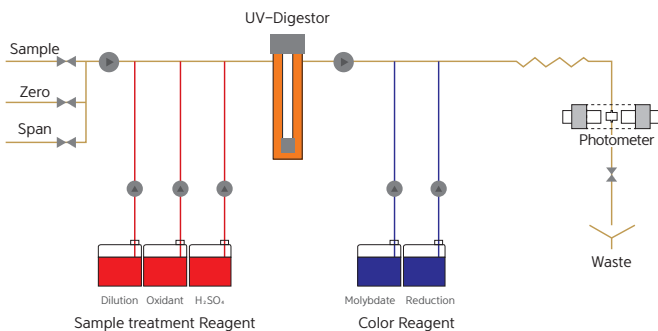 UV-Digestor
Sample
Zero
Span
Photometer
Waste
Dilution Oxidant H₂SO₄
Molybdate Reduction
Sample treatment Reagent
Color Reagent